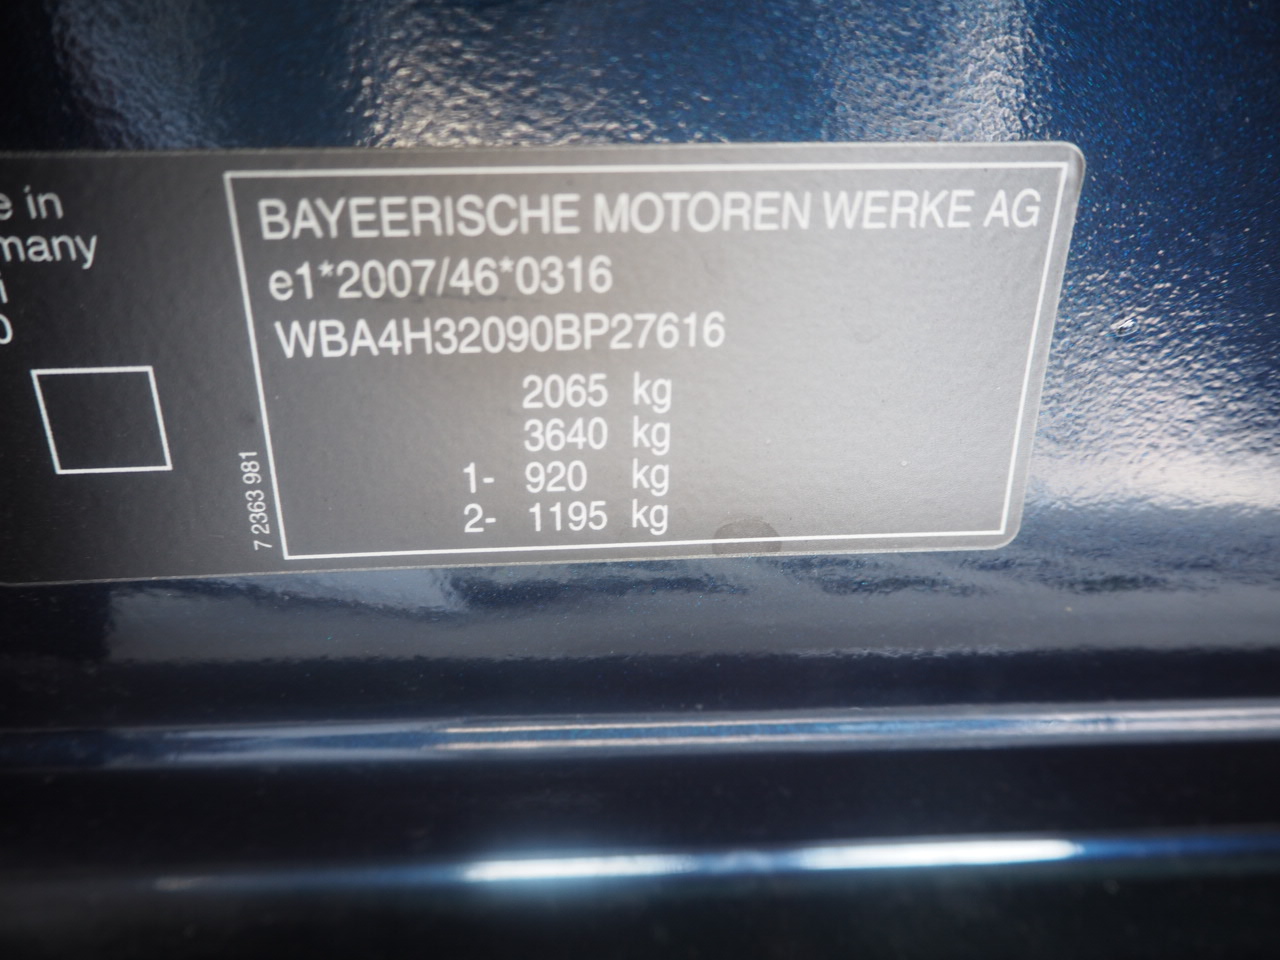 e in
many
BAYEERISCHE MOTOREN WERKE AG
e1*2007/46*0316
WBA4H32090BP27616
2065 kg
3640 kg
1- 920 kg
2- 1195 kg
7 2363 981